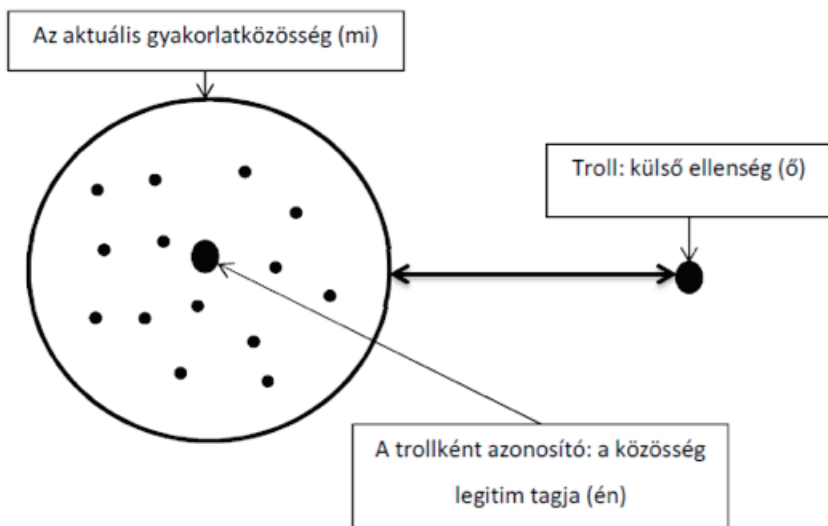 Az aktuális gyakorlatközösség (mi)
Troll: külső ellenség (ő)
A trollként azonosító: a közösség
legitim tagja (én)